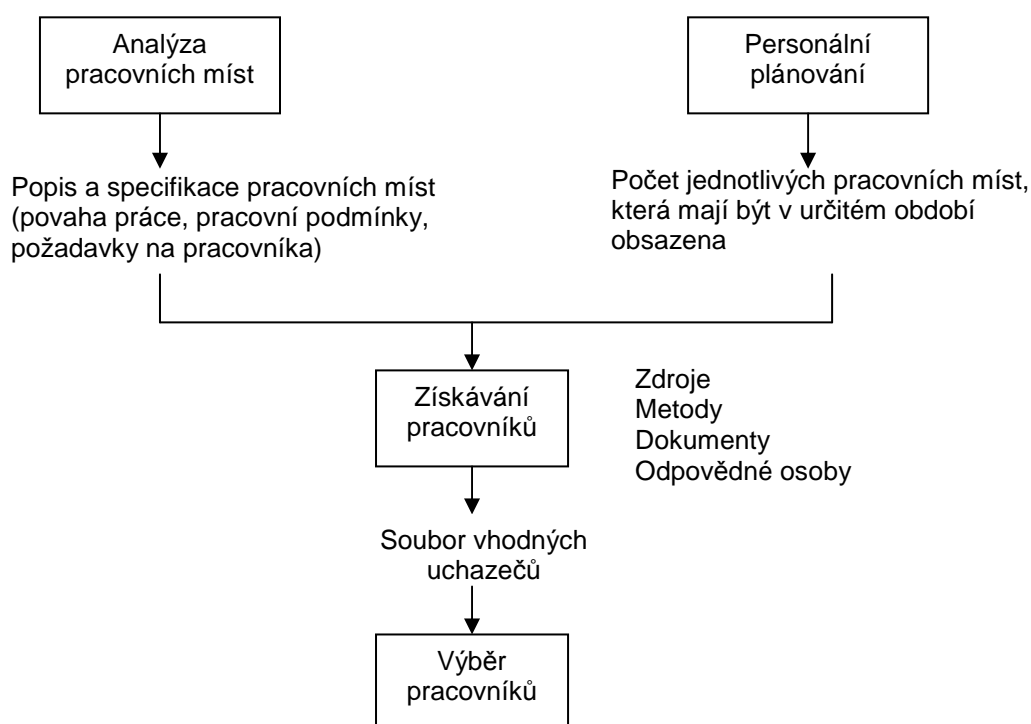 Analýza
pracovních míst
Personální
plánování
Popis a specifikace pracovních míst
(povaha práce, pracovní podmínky,
požadavky na pracovníka)
Počet jednotlivých pracovních míst,
která mají být v určitém období
obsazena
Získávání
pracovníků
Zdroje
Metody
Dokumenty
Odpovědné osoby
Soubor vhodných
uchazečů
Výběr
pracovníků